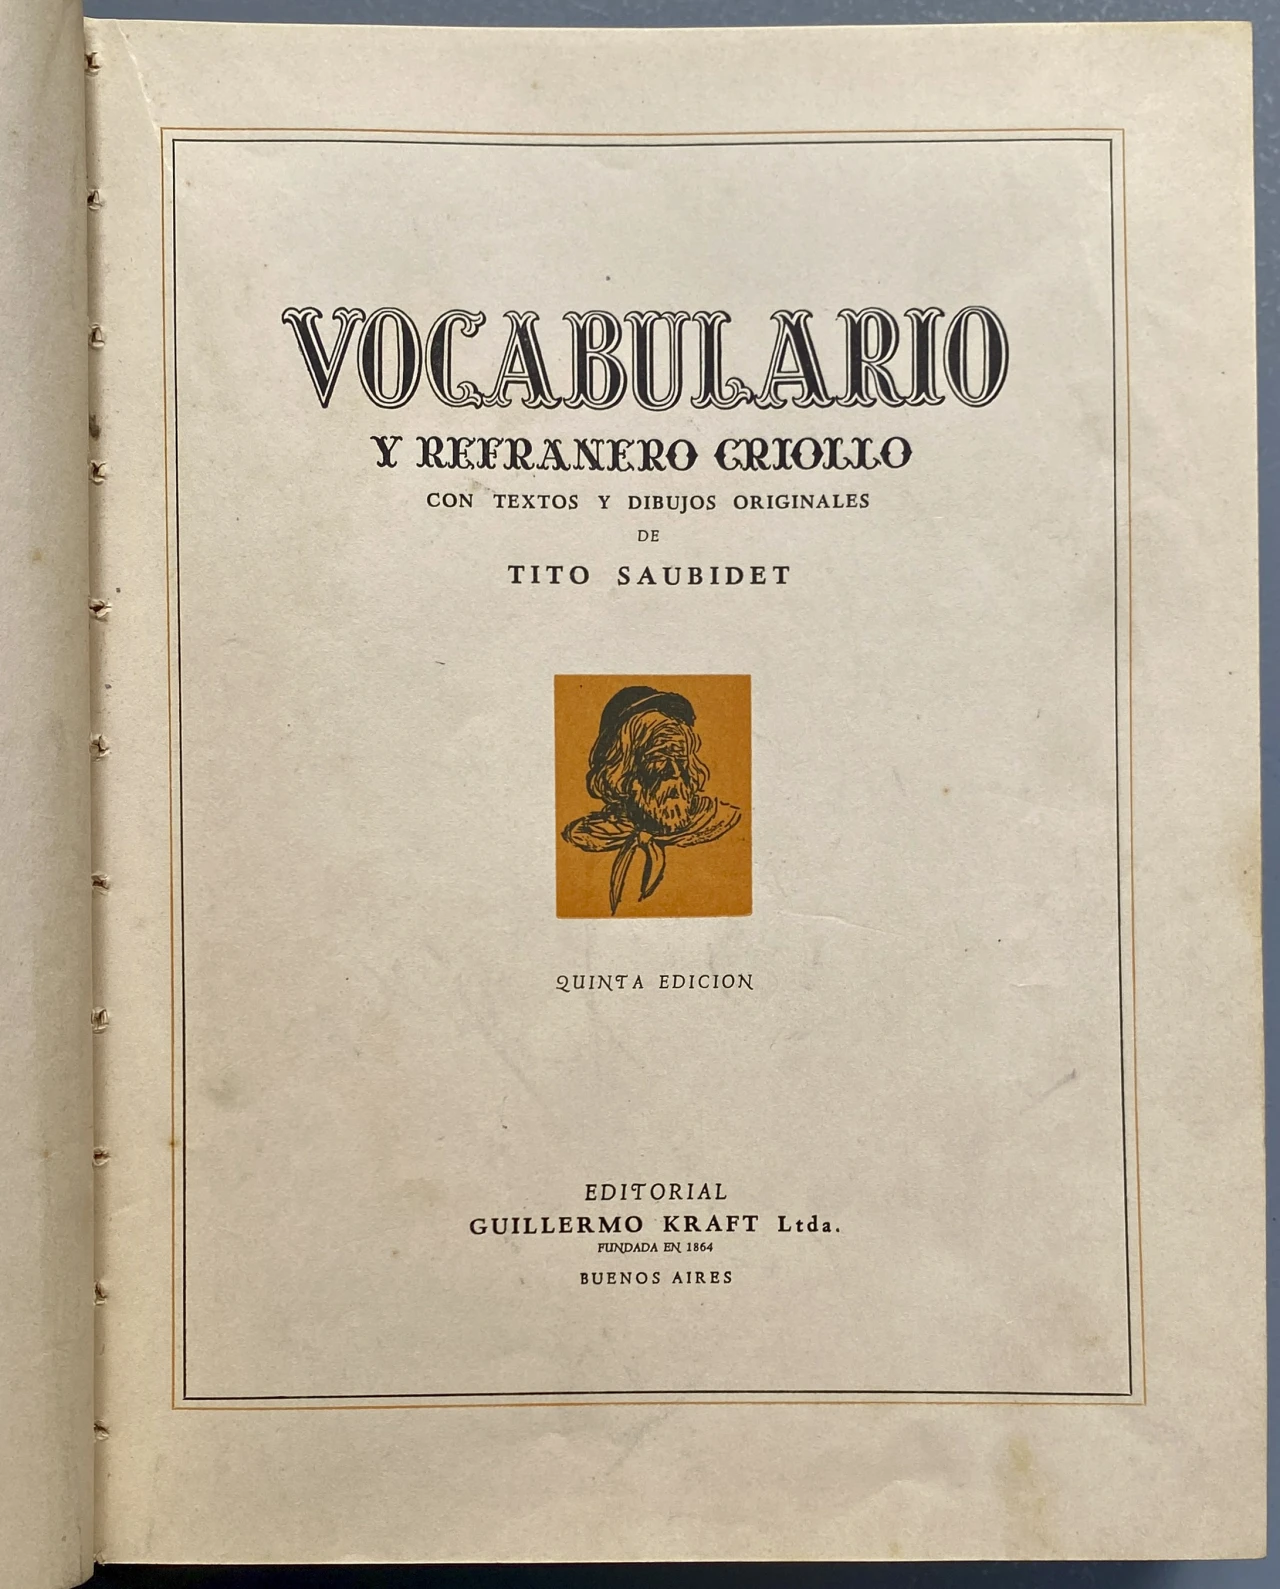 VOCABULARIO
Y REFRANERO CRIOLLO
CON TEXTOS Y DIBUJOS ORIGINALES
DE
TITO SAUBIDET
QUINTA EDICION
EDITORIAL
GUILLERMO KRAFT Ltda.
FUNDADA EN 1864
BUENOS AIRES